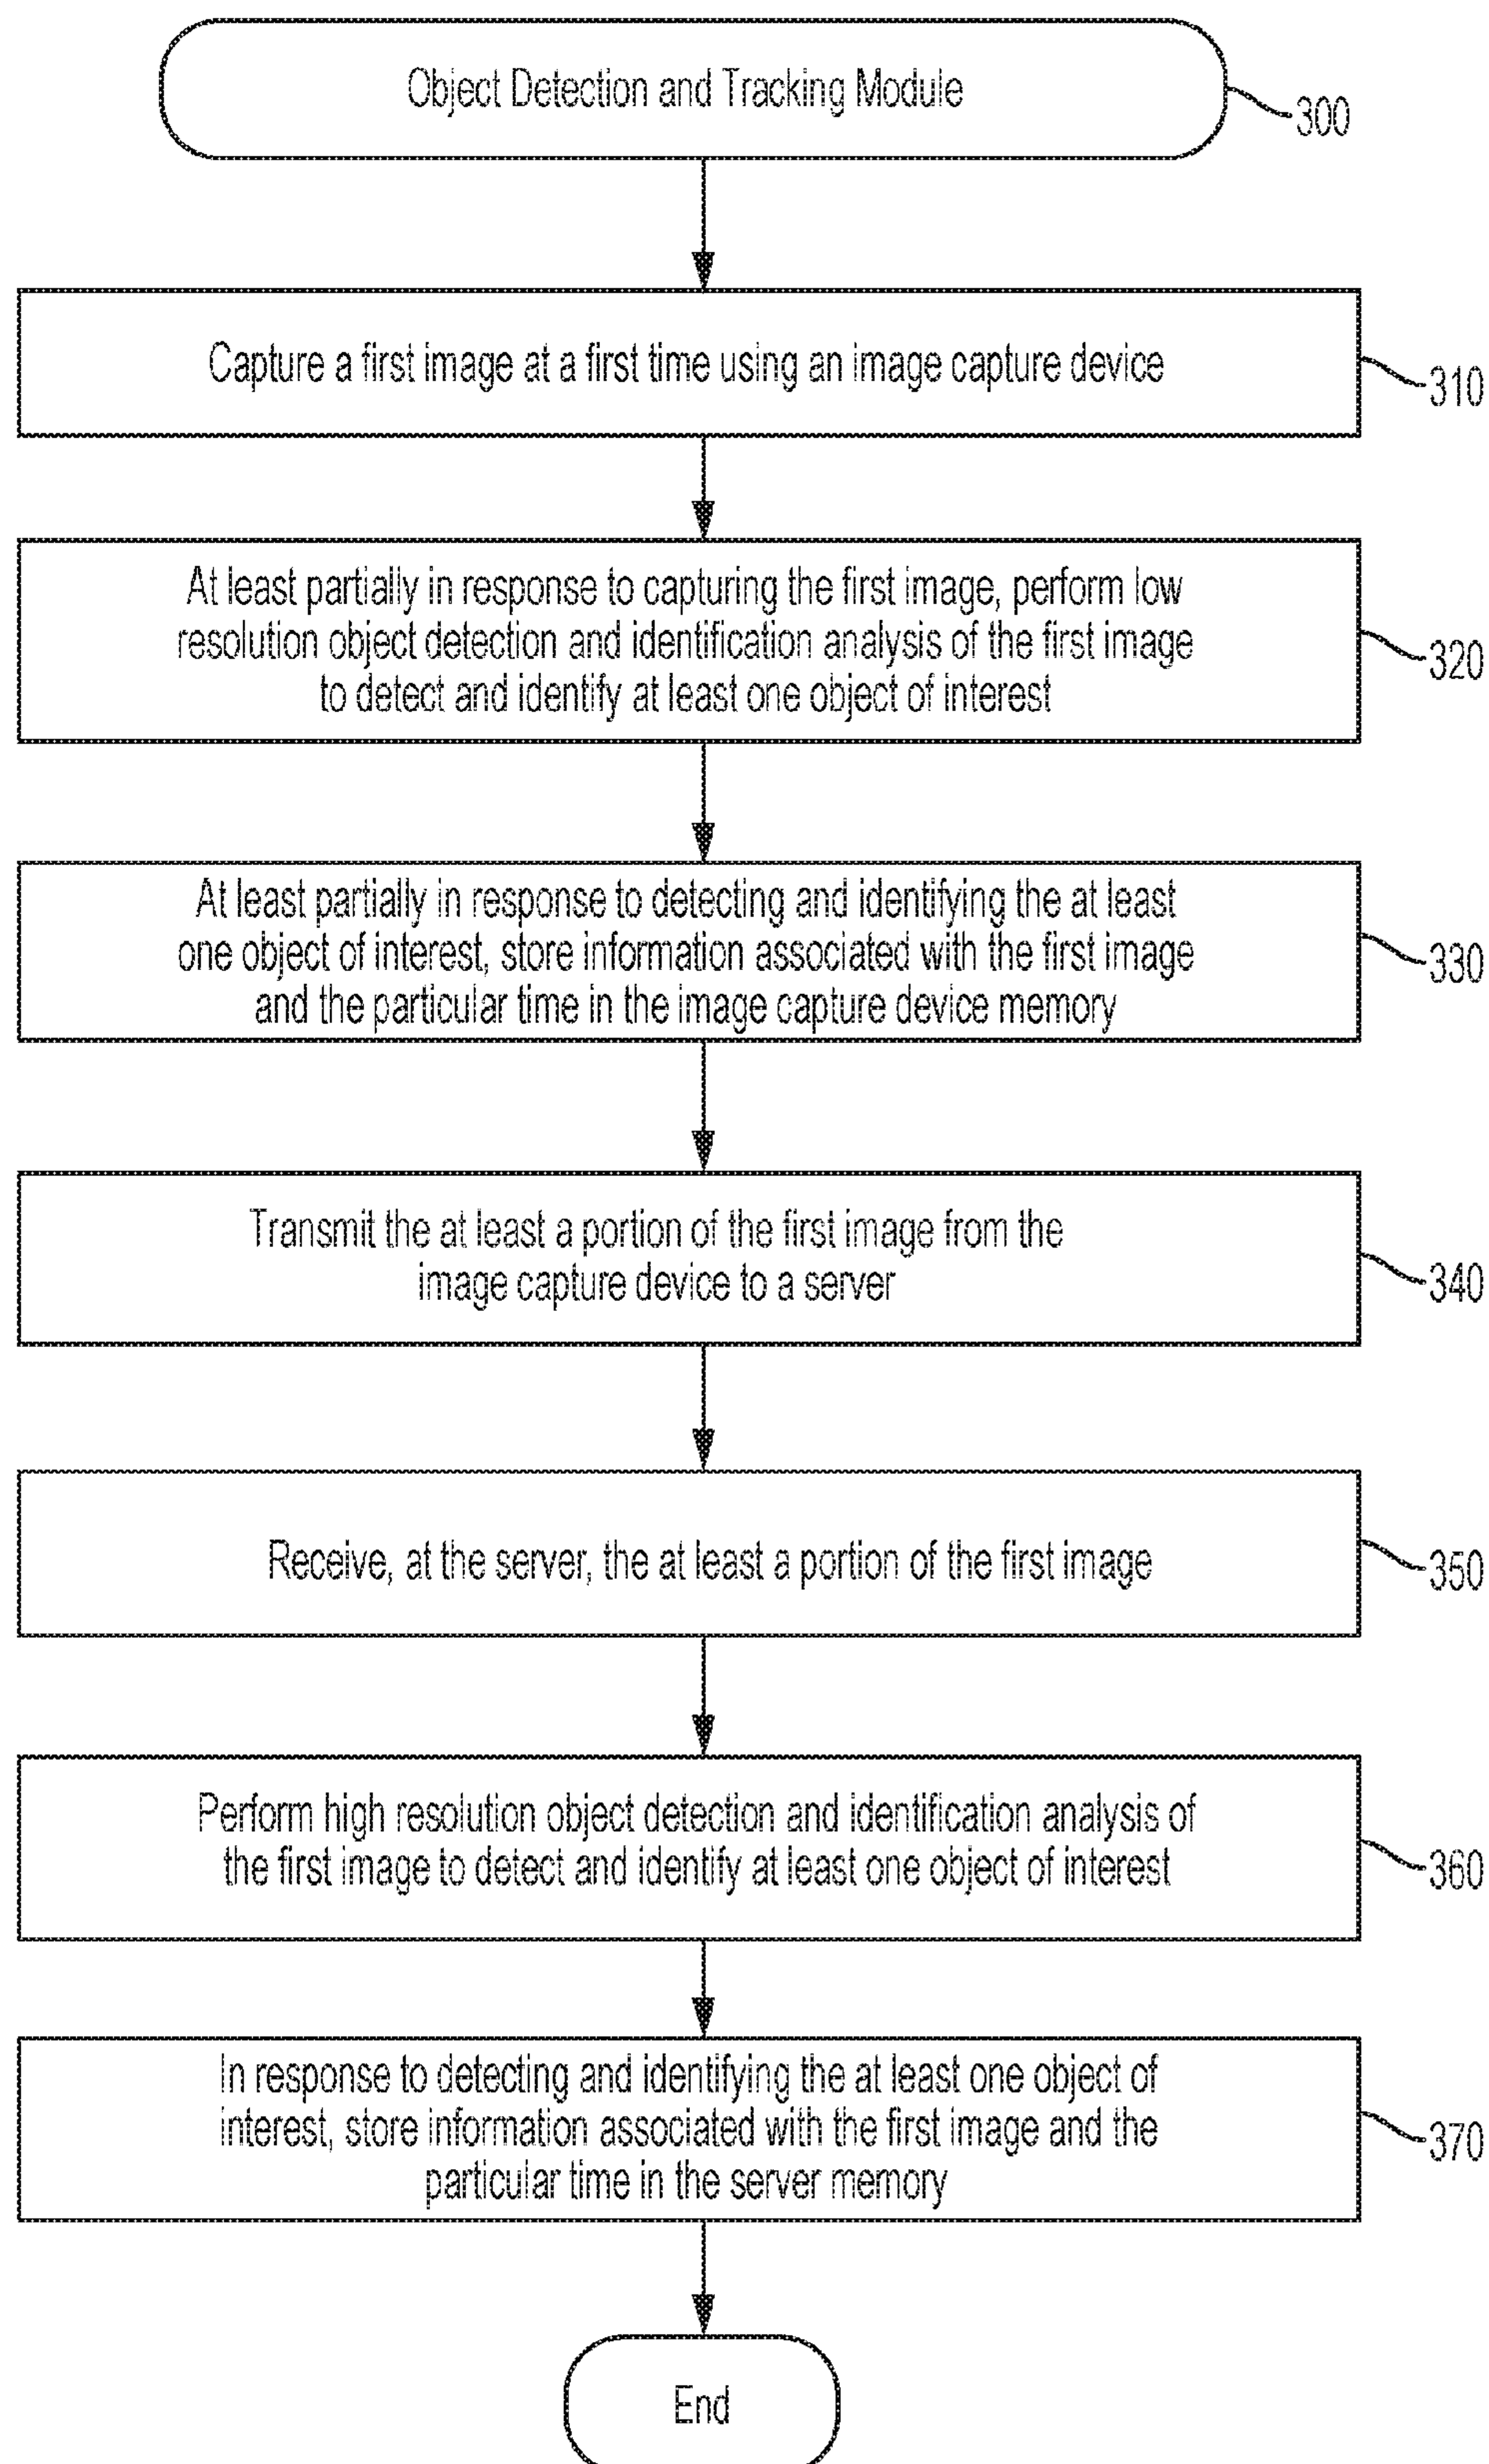 Object Detection and Tracking Module
300
Capture a first image at a first time using an image capture device
310
At least partially in response to capturing the first image, perform low
resolution object detection and identification analysis of the first image
to detect and identify at least one object of interest
320
At least partially in response to detecting and identifying the at least
one object of interest, store information associated with the first image
and the particular time in the image capture device memory
330
Transmit the at least a portion of the first image from the
image capture device to a server
340
Receive, at the server, the at least a portion of the first image
350
Perform high resolution object detection and identification analysis of
the first image to detect and identify at least one object of interest
360
In response to detecting and identifying the at least one object of
interest, store information associated with the first image and the
particular time in the server memory
370
End